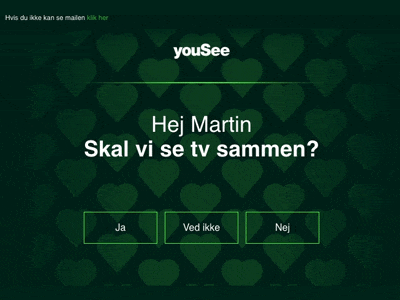 Hvis du ikke kan se mailen klik her
youSee
Hej Martin
Skal vi se tv sammen?
Ja
Ved ikke
Nej